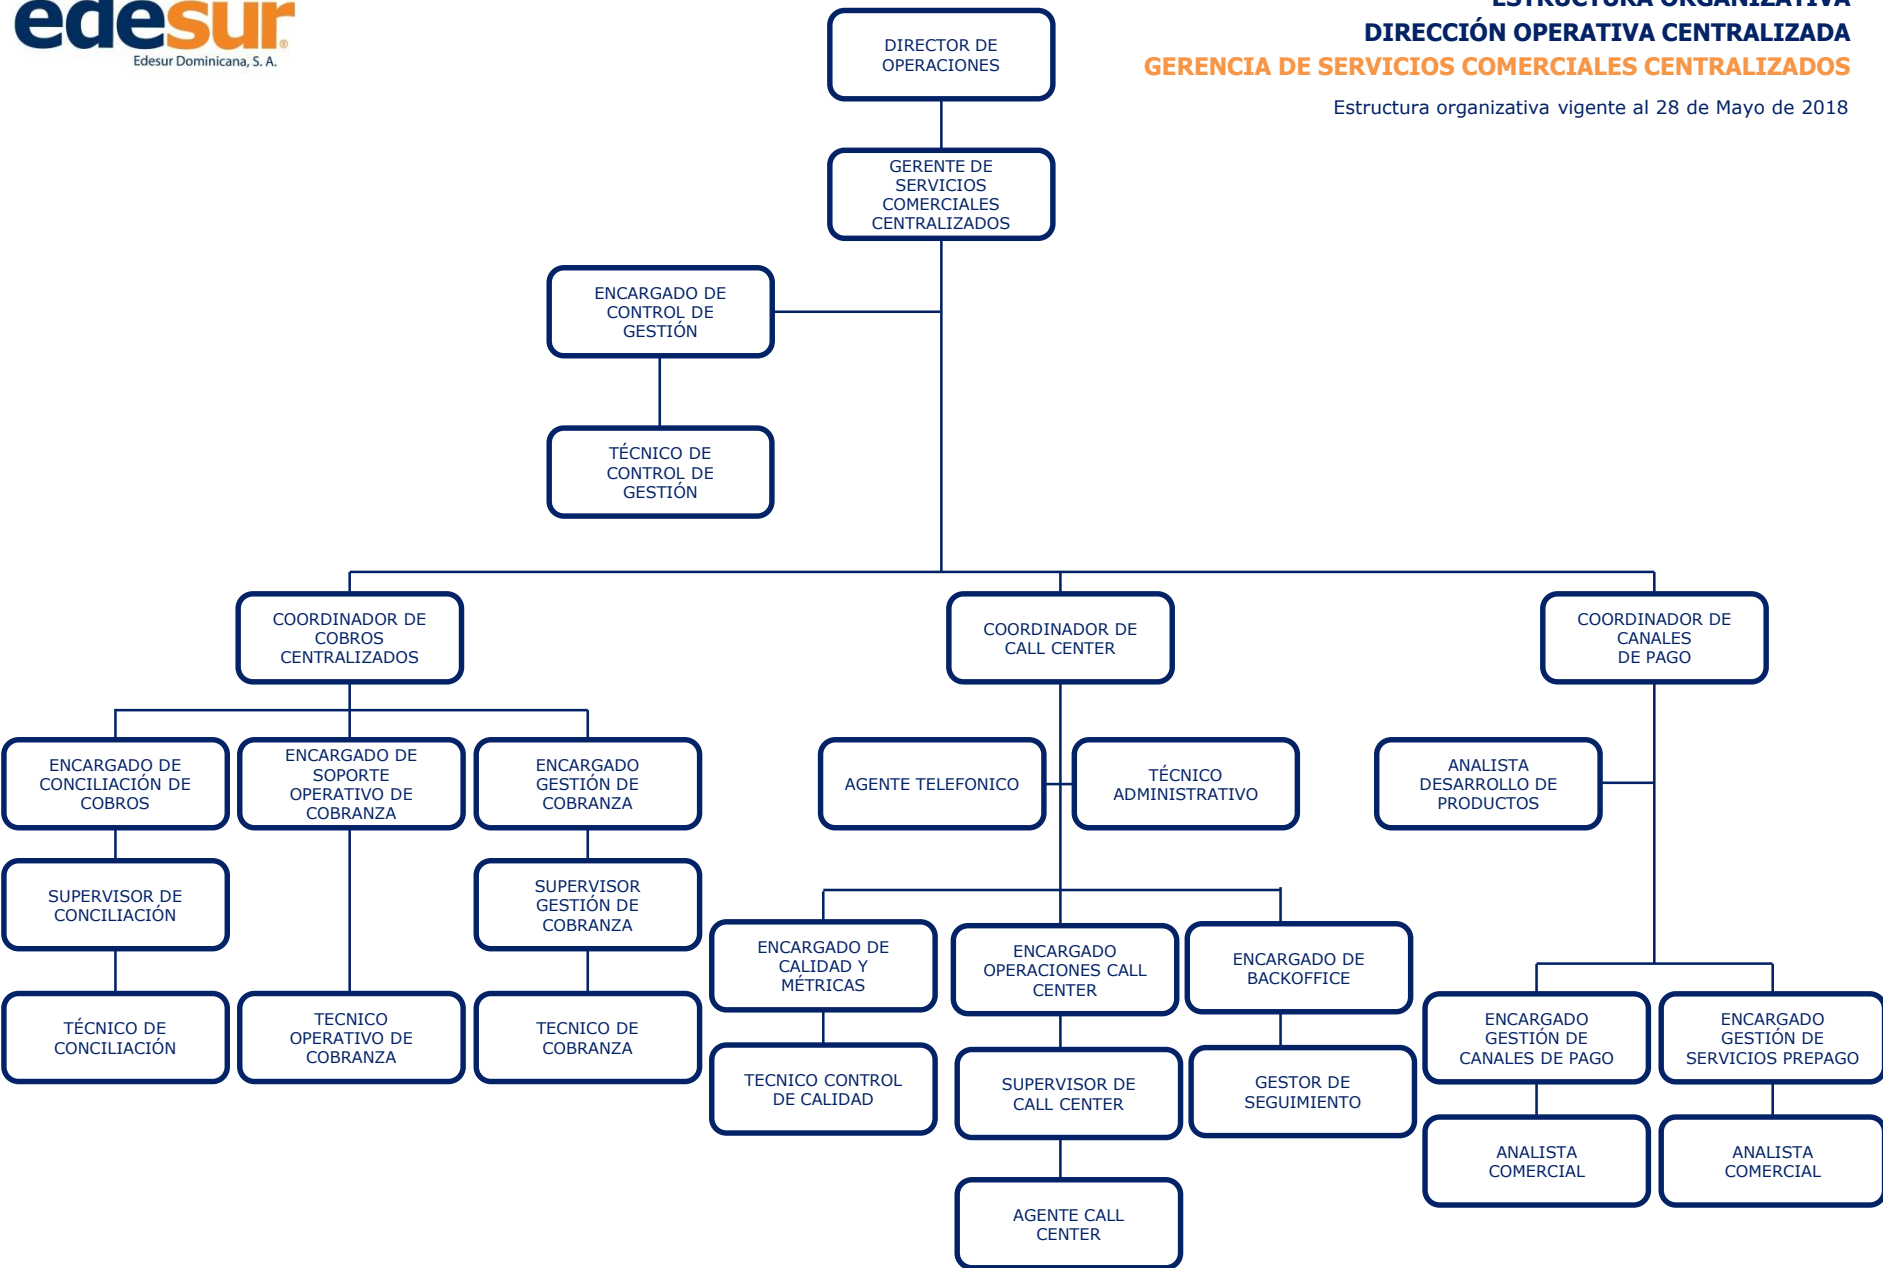 edesur®
Edesur Dominicana, S. A.
ESTRUCTURA ORGANIZATIVA
DIRECCIÓN OPERATIVA CENTRALIZADA
GERENCIA DE SERVICIOS COMERCIALES CENTRALIZADOS
Estructura organizativa vigente al 28 de Mayo de 2018
DIRECTOR DE
OPERACIONES
GERENTE DE
SERVICIOS
COMERCIALES
CENTRALIZADOS
ENCARGADO DE
CONTROL DE
GESTIÓN
TÉCNICO DE
CONTROL DE
GESTIÓN
COORDINADOR DE
COBROS
CENTRALIZADOS
COORDINADOR DE
CALL CENTER
COORDINADOR DE
CANALES
DE PAGO
ENCARGADO DE
CONCILIACIÓN DE
COBROS
ENCARGADO DE
SOPORTE
OPERATIVO DE
COBRANZA
ENCARGADO
GESTIÓN DE
COBRANZA
AGENTE TELEFONICO
TÉCNICO
ADMINISTRATIVO
ANALISTA
DESARROLLO DE
PRODUCTOS
SUPERVISOR DE
CONCILIACIÓN
SUPERVISOR
GESTIÓN DE
COBRANZA
ENCARGADO DE
CALIDAD Y
MÉTRICAS
ENCARGADO
OPERACIONES CALL
CENTER
ENCARGADO DE
BACKOFFICE
TÉCNICO DE
CONCILIACIÓN
TECNICO
OPERATIVO DE
COBRANZA
TECNICO DE
COBRANZA
ENCARGADO
GESTIÓN DE
CANALES DE PAGO
ENCARGADO
GESTIÓN DE
SERVICIOS PREPAGO
TECNICO CONTROL
DE CALIDAD
SUPERVISOR DE
CALL CENTER
GESTOR DE
SEGUIMIENTO
ANALISTA
COMERCIAL
ANALISTA
COMERCIAL
AGENTE CALL
CENTER